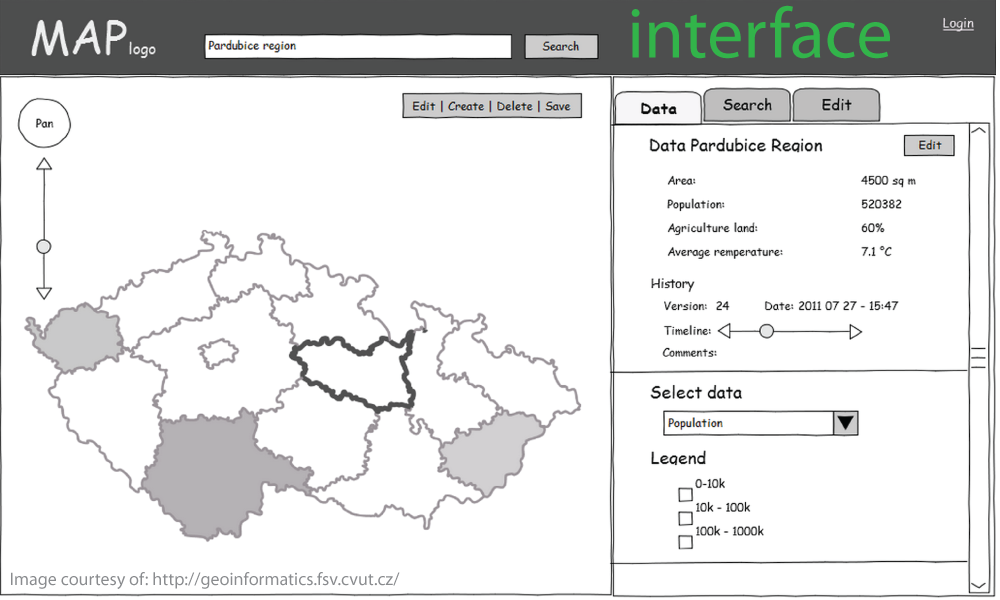 MAP logo
Pardubice region
Search
interface
Login
Pan
Edit | Create | Delete | Save
Data
Search
Edit
Data Pardubice Region
Edit
Area: 4500 sq m
Population: 520382
Agriculture land: 60%
Average remperature: 7.1 °C
History
Version: 24 Date: 2011 07 27 - 15:47
Timeline:
Comments:
Select data
Population
Legend
0-10k
10k - 100k
100k - 1000k
Image courtesy of: http://geoinformatics.fsv.cvut.cz/